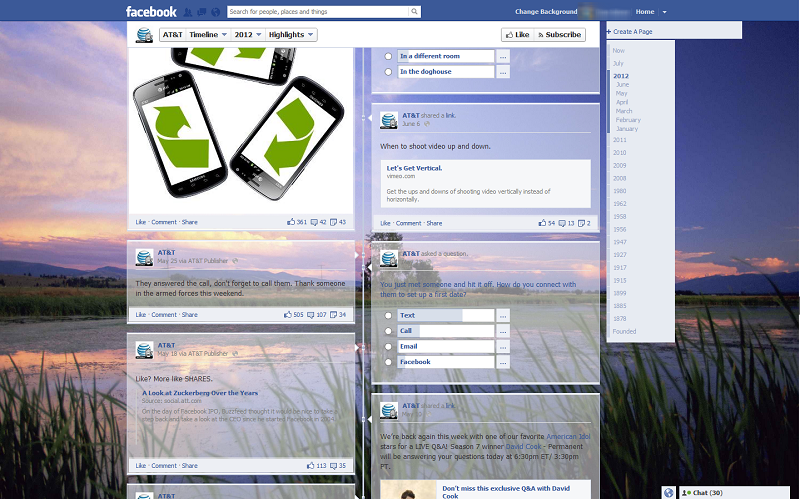 facebook
Search for people, places and things
Change Background
Home
AT&T
Timeline
2012
Highlights
Like
Subscribe
+ Create A Page
Now
July
2012
June
May
April
March
February
January
2011
2010
2009
2008
1980
1962
1958
1956
1947
1927
1917
1915
1899
1885
1878
Founded
Like · Comment · Share
361 42 43
AT&T
May 25 via AT&T Publisher
They answered the call, don't forget to call them. Thank someone
in the armed forces this weekend.
Like · Comment · Share
505 107 34
AT&T
May 18 via AT&T Publisher
Like? More like SHARES.
A Look at Zuckerberg Over the Years
Source: social.att.com
On the day of Facebook IPO, Buzzfeed thought it would be nice to take a
step back and take a look at the CEO since he started Facebook in 2004.
Like · Comment · Share
113 35
AT&T
In a different room
...
In the doghouse
...
AT&T shared a link.
June 6
When to shoot video up and down.
Let's Get Vertical.
vimeo.com
Get the ups and downs of shooting video vertically instead of
horizontally.
Like · Comment · Share
54 13 2
AT&T asked a question.
You just met someone and hit it off. How do you connect with
them to set up a first data?
Text
...
Call
...
Email
...
Facebook
...
AT&T shared a link.
We're back again this week with one of our favorite American Idol
stars for a LIVE Q&A! Season 7 winner David Cook - Permanent
will be answering your questions today at 6:30pm ET/ 3:30pm
PT.
Don't miss this exclusive Q&A with David
Cook
Chat (30)